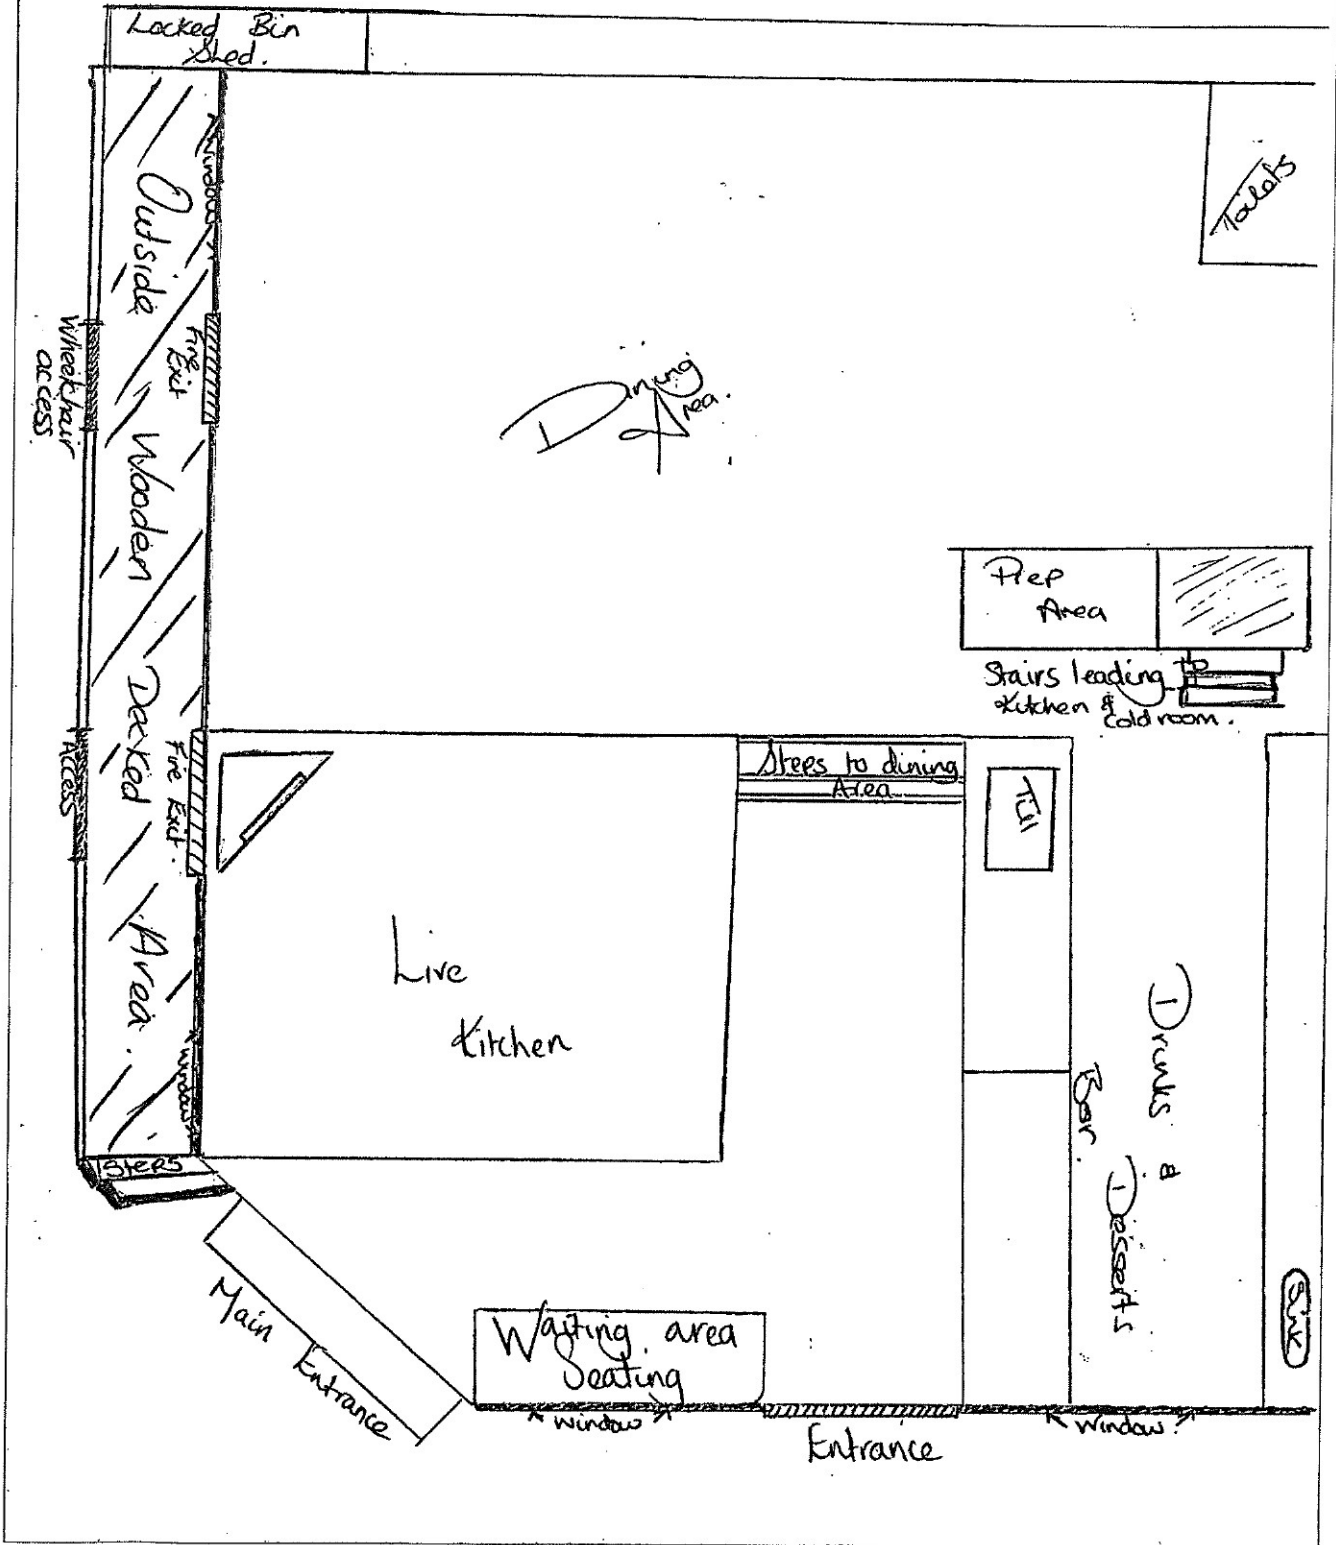 Locked Bin
Shed.
Window
Outside
Wooden
Decked
Area.
Toilets
Fire
Exit
Wheelchair
access
Dining
Area.
Prep
Area
Stairs leading to
Kitchen &
Cold room.
Access
Fire Exit.
Steps to dining
Area
Till
Live
Kitchen
Window
Steps
Drinks &
Desserts
Bar.
Sink
Main Entrance
Waiting area
Seating
Window
Entrance
Window